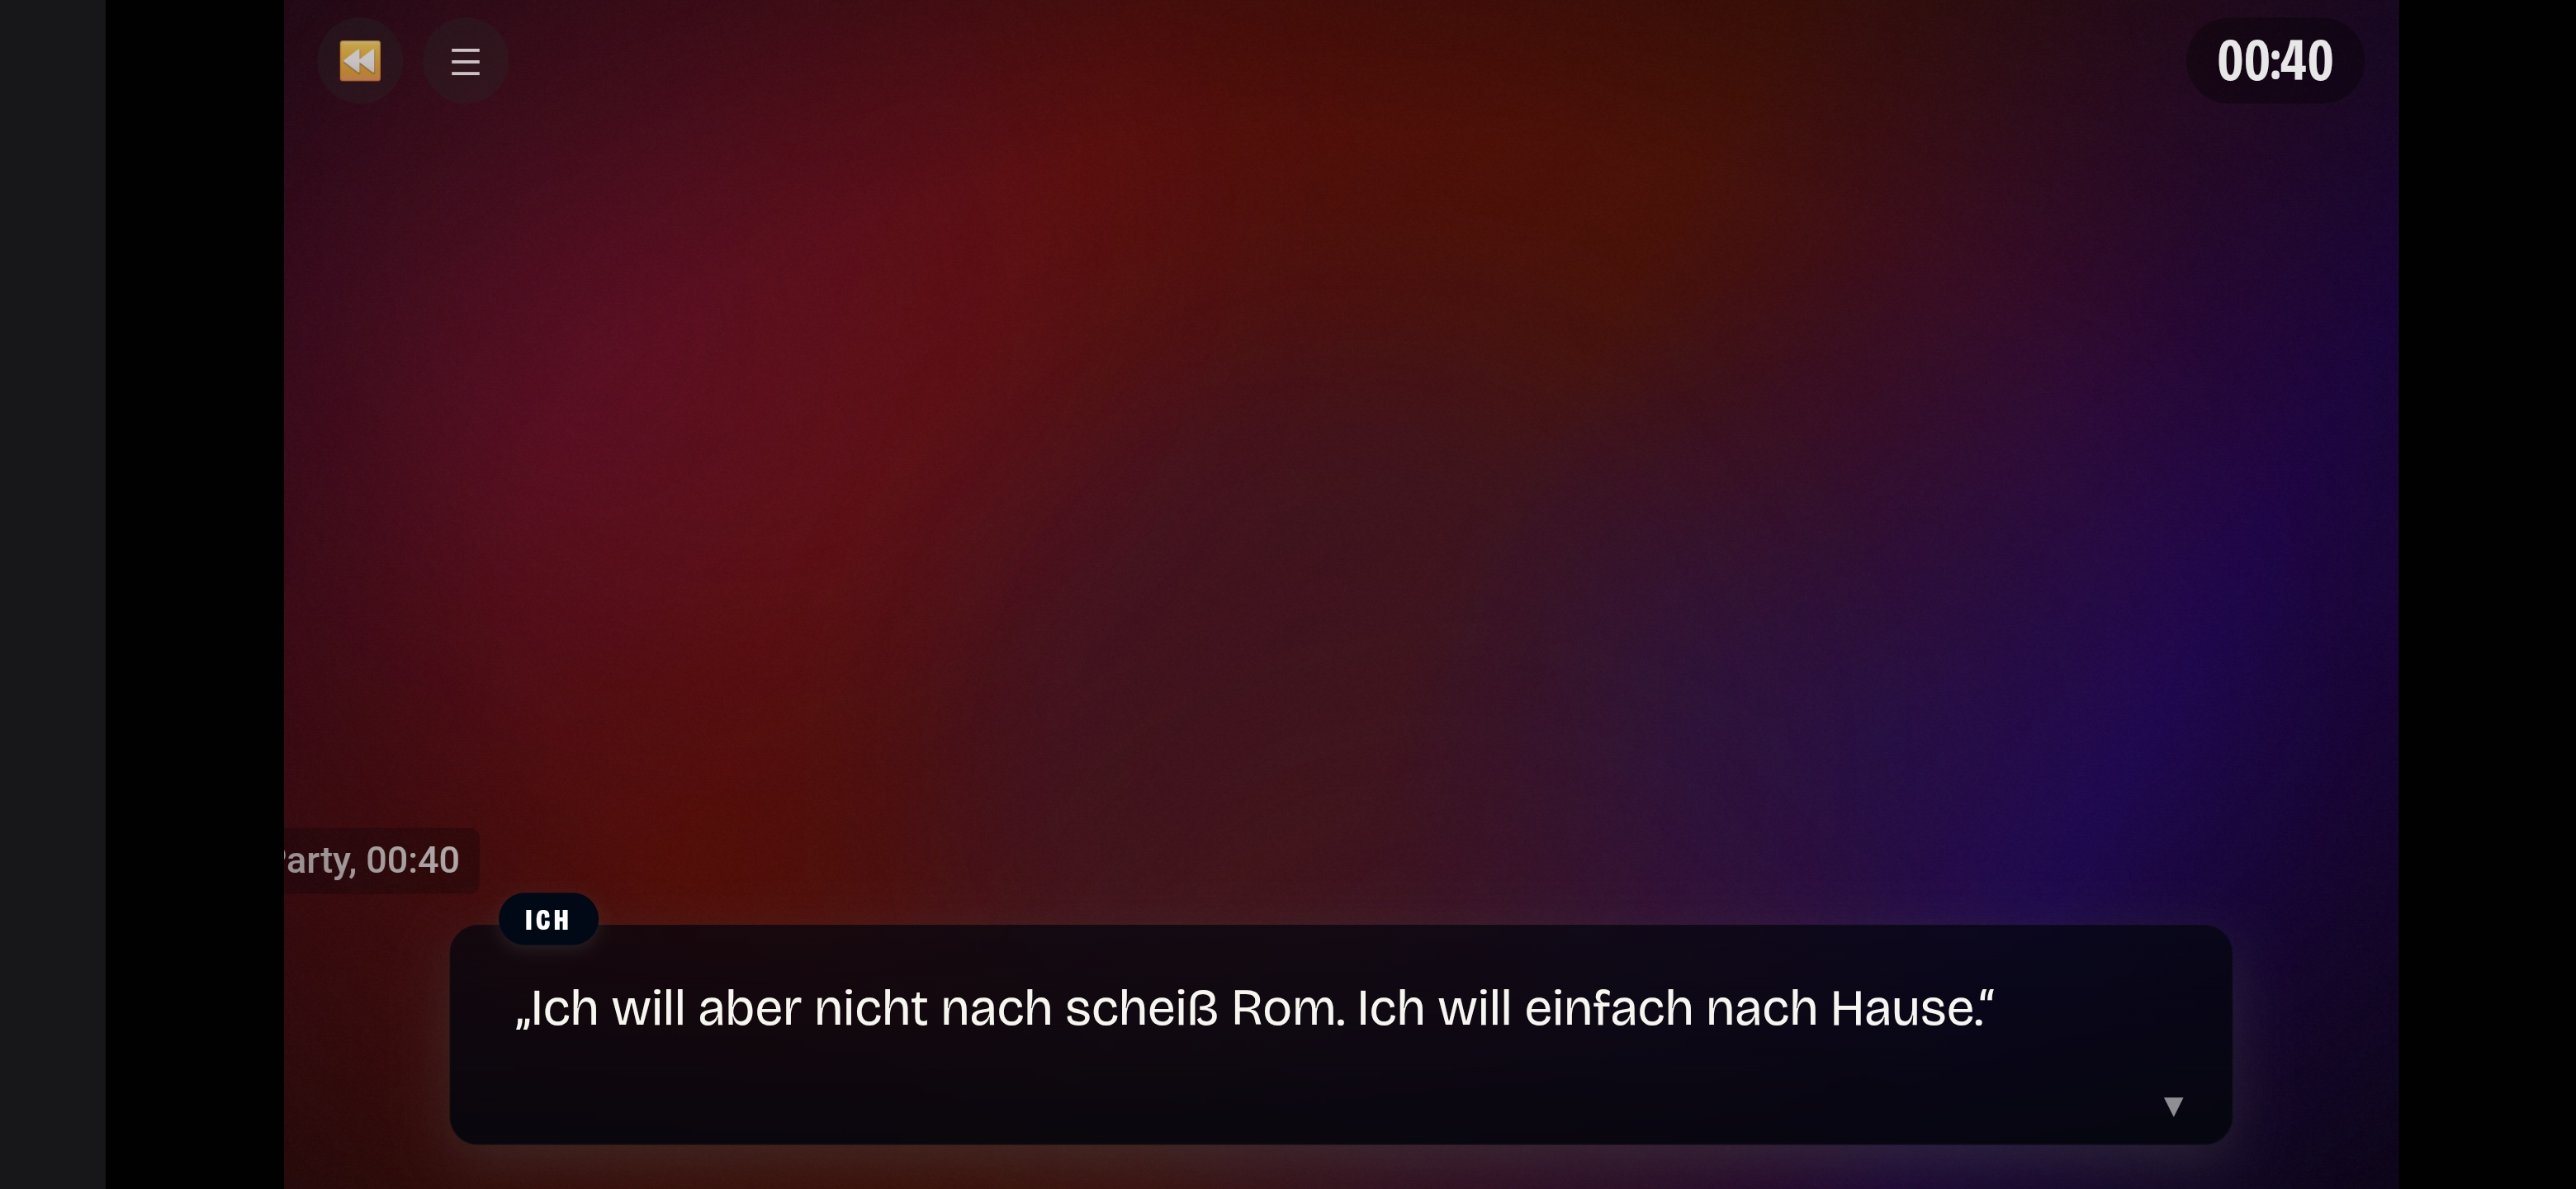 00:40
arty, 00:40
ICH
„Ich will aber nicht nach scheiß Rom. Ich will einfach nach Hause.“